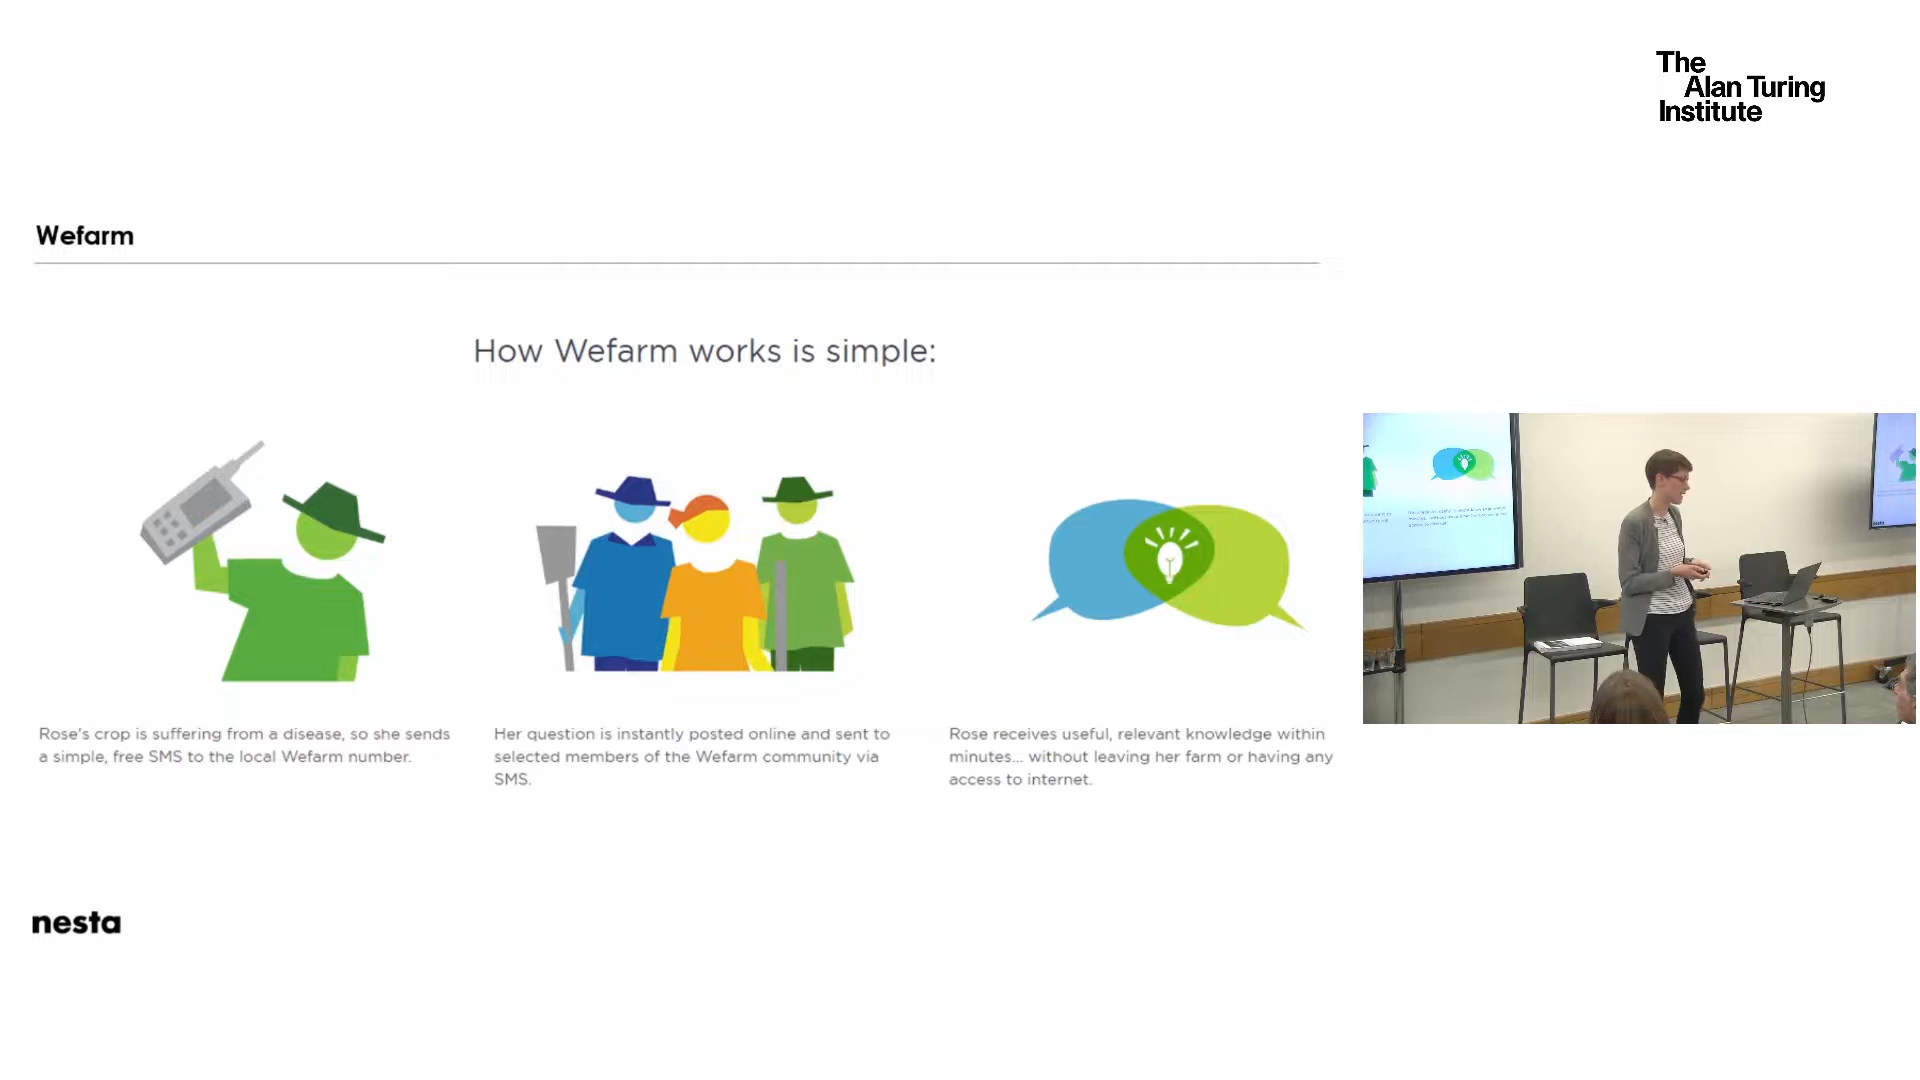 The
Alan Turing
Institute
Wefarm
How Wefarm works is simple:
Rose's crop is suffering from a disease, so she sends
a simple, free SMS to the local Wefarm number.
Her question is instantly posted online and sent to
selected members of the Wefarm community via
SMS.
Rose receives useful, relevant knowledge within
minutes... without leaving her farm or having any
access to internet.
nesta